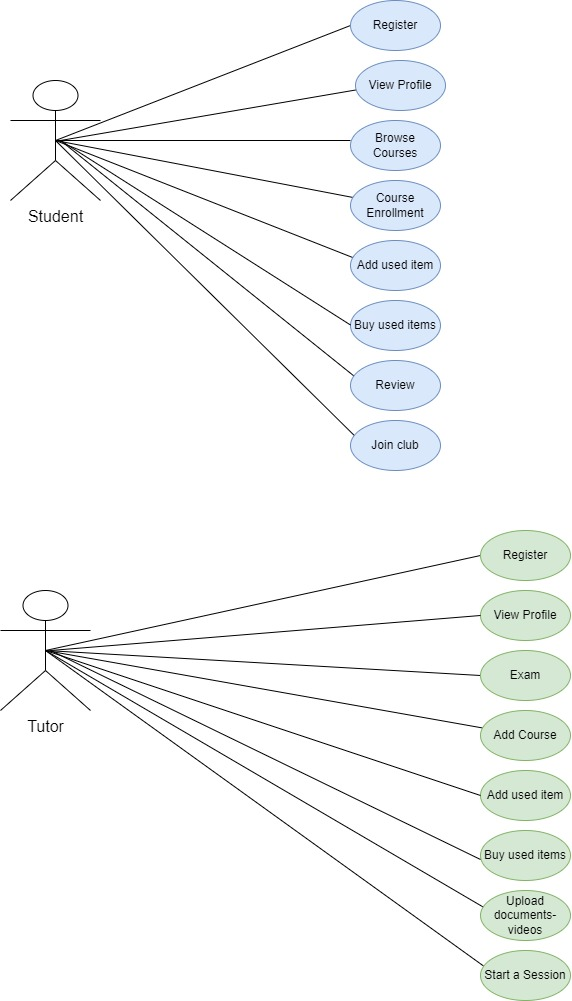 Register
View Profile
Browse
Courses
Course
Enrollment
Student
Add used item
Buy used items
Review
Join club
Register
View Profile
Exam
Tutor
Add Course
Add used item
Buy used items
Upload
documents-
videos
Start a Session